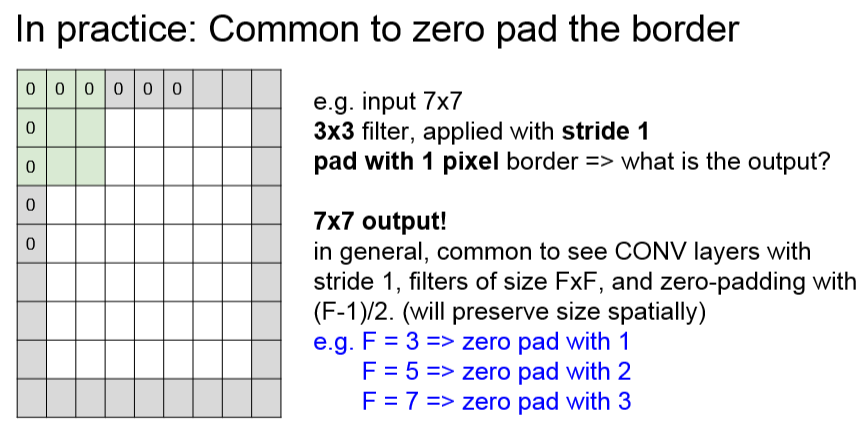 In practice: Common to zero pad the border
0 0 0 0 0 0
0
0
0
0
e.g. input 7x7
3x3 filter, applied with stride 1
pad with 1 pixel border => what is the output?
7x7 output!
in general, common to see CONV layers with
stride 1, filters of size FxF, and zero-padding with
(F-1)/2. (will preserve size spatially)
e.g. F = 3 => zero pad with 1
F = 5 => zero pad with 2
F = 7 => zero pad with 3